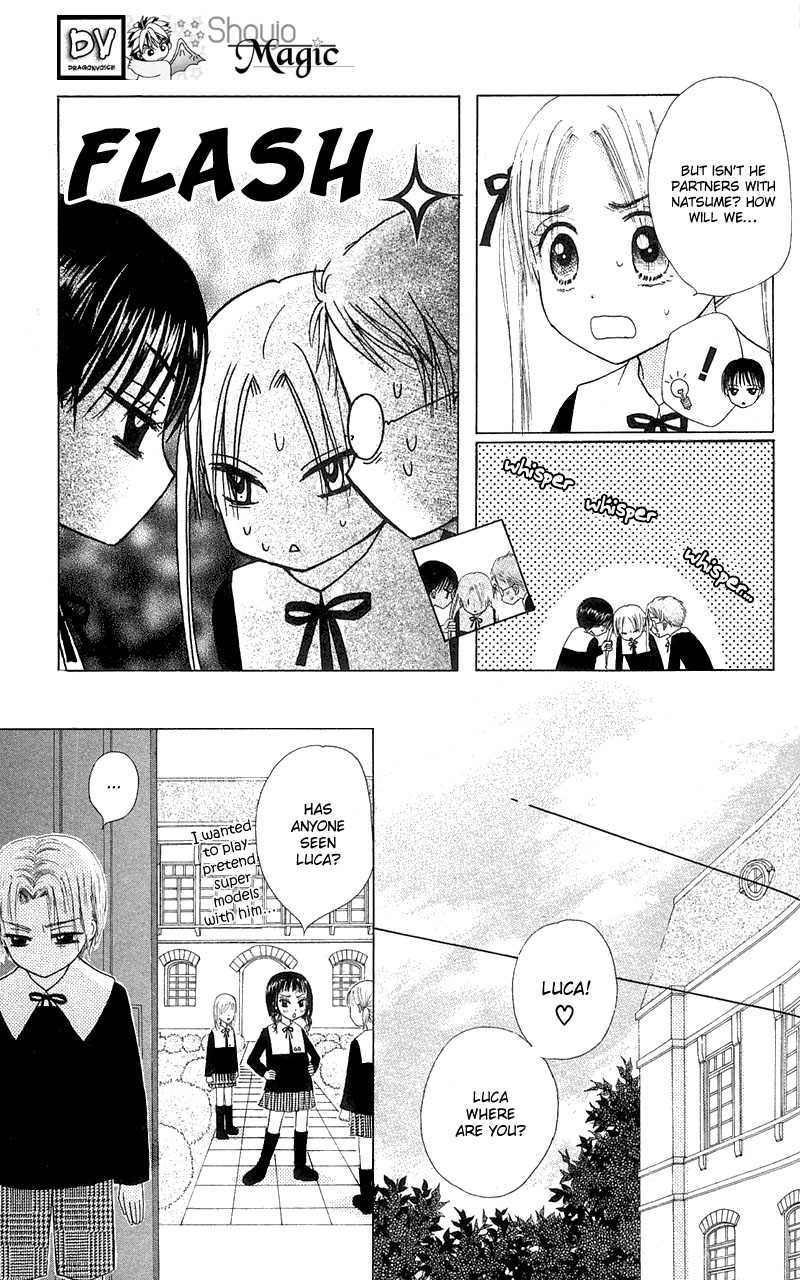 DV
DRAGONVOICE
Shoujo
Magic
BUT ISN'T HE
PARTNERS WITH
NATSUME? HOW
WILL WE...
!
FLASH
whisper
whisper
whisper...
LUCA!
♡
LUCA
WHERE
ARE YOU?
HAS
ANYONE
SEEN
LUCA?
I wanted
to play
pretend
super
models
with him...
...